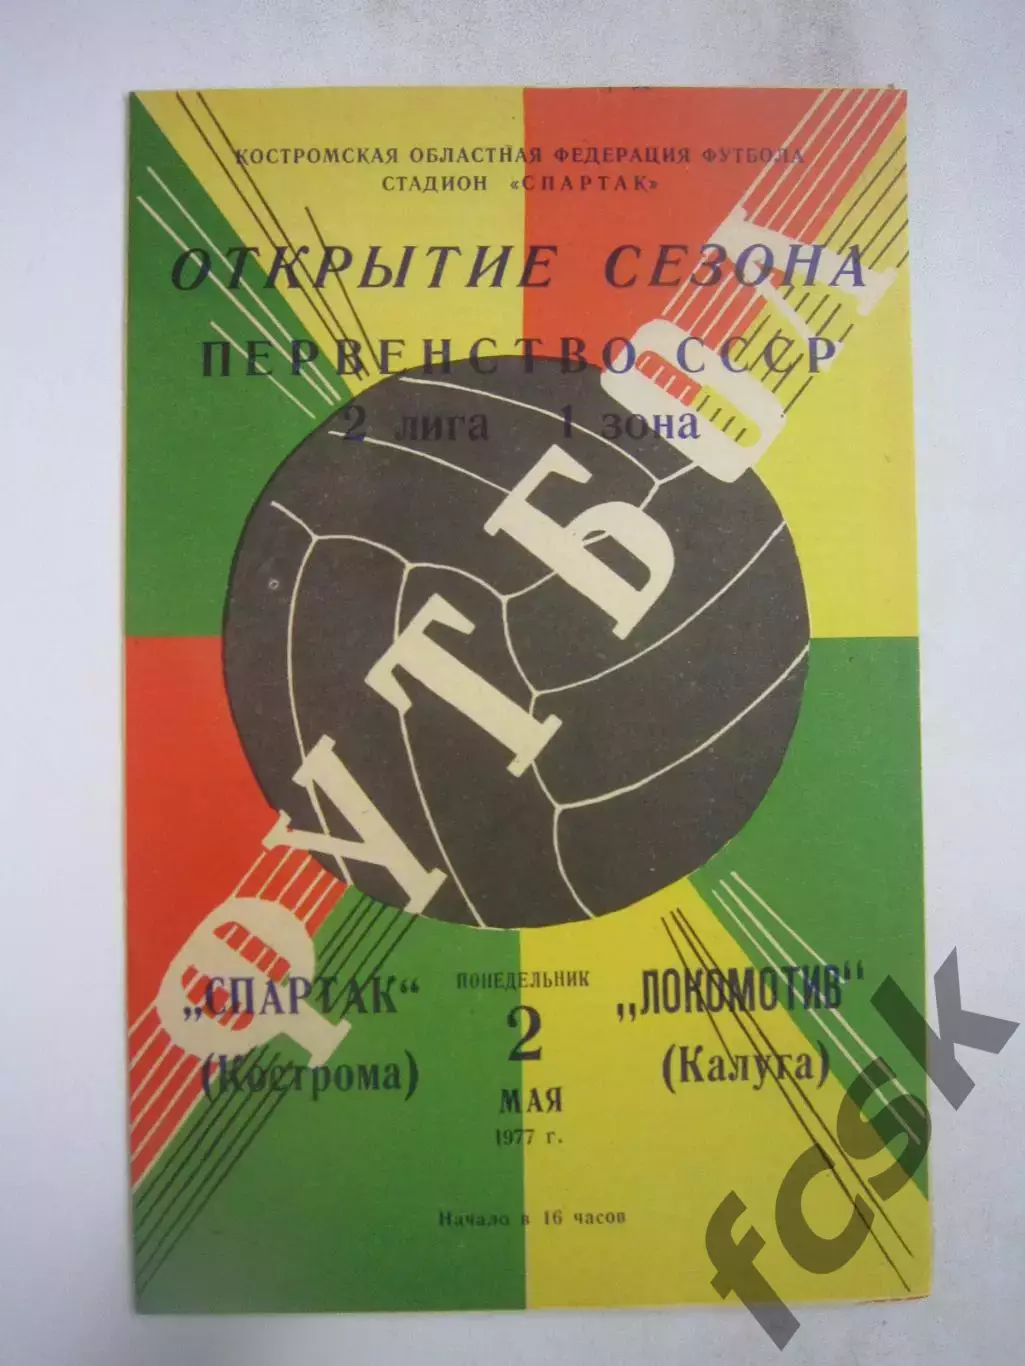 КОСТРОМСКАЯ ОБЛАСТНАЯ ФЕДЕРАЦИЯ ФУТБОЛА
СТАДИОН «СПАРТАК»
ОТКРЫТИЕ СЕЗОНА
ПЕРВЕНСТВО СССР
2 лига 1 зона
ФУТБОЛ
„СПАРТАК“
(Кострома)
ПОНЕДЕЛЬНИК
2
МАЯ
1977 г.
„ЛОКОМОТИВ“
(Калуга)
Начало в 16 часов
fcsk